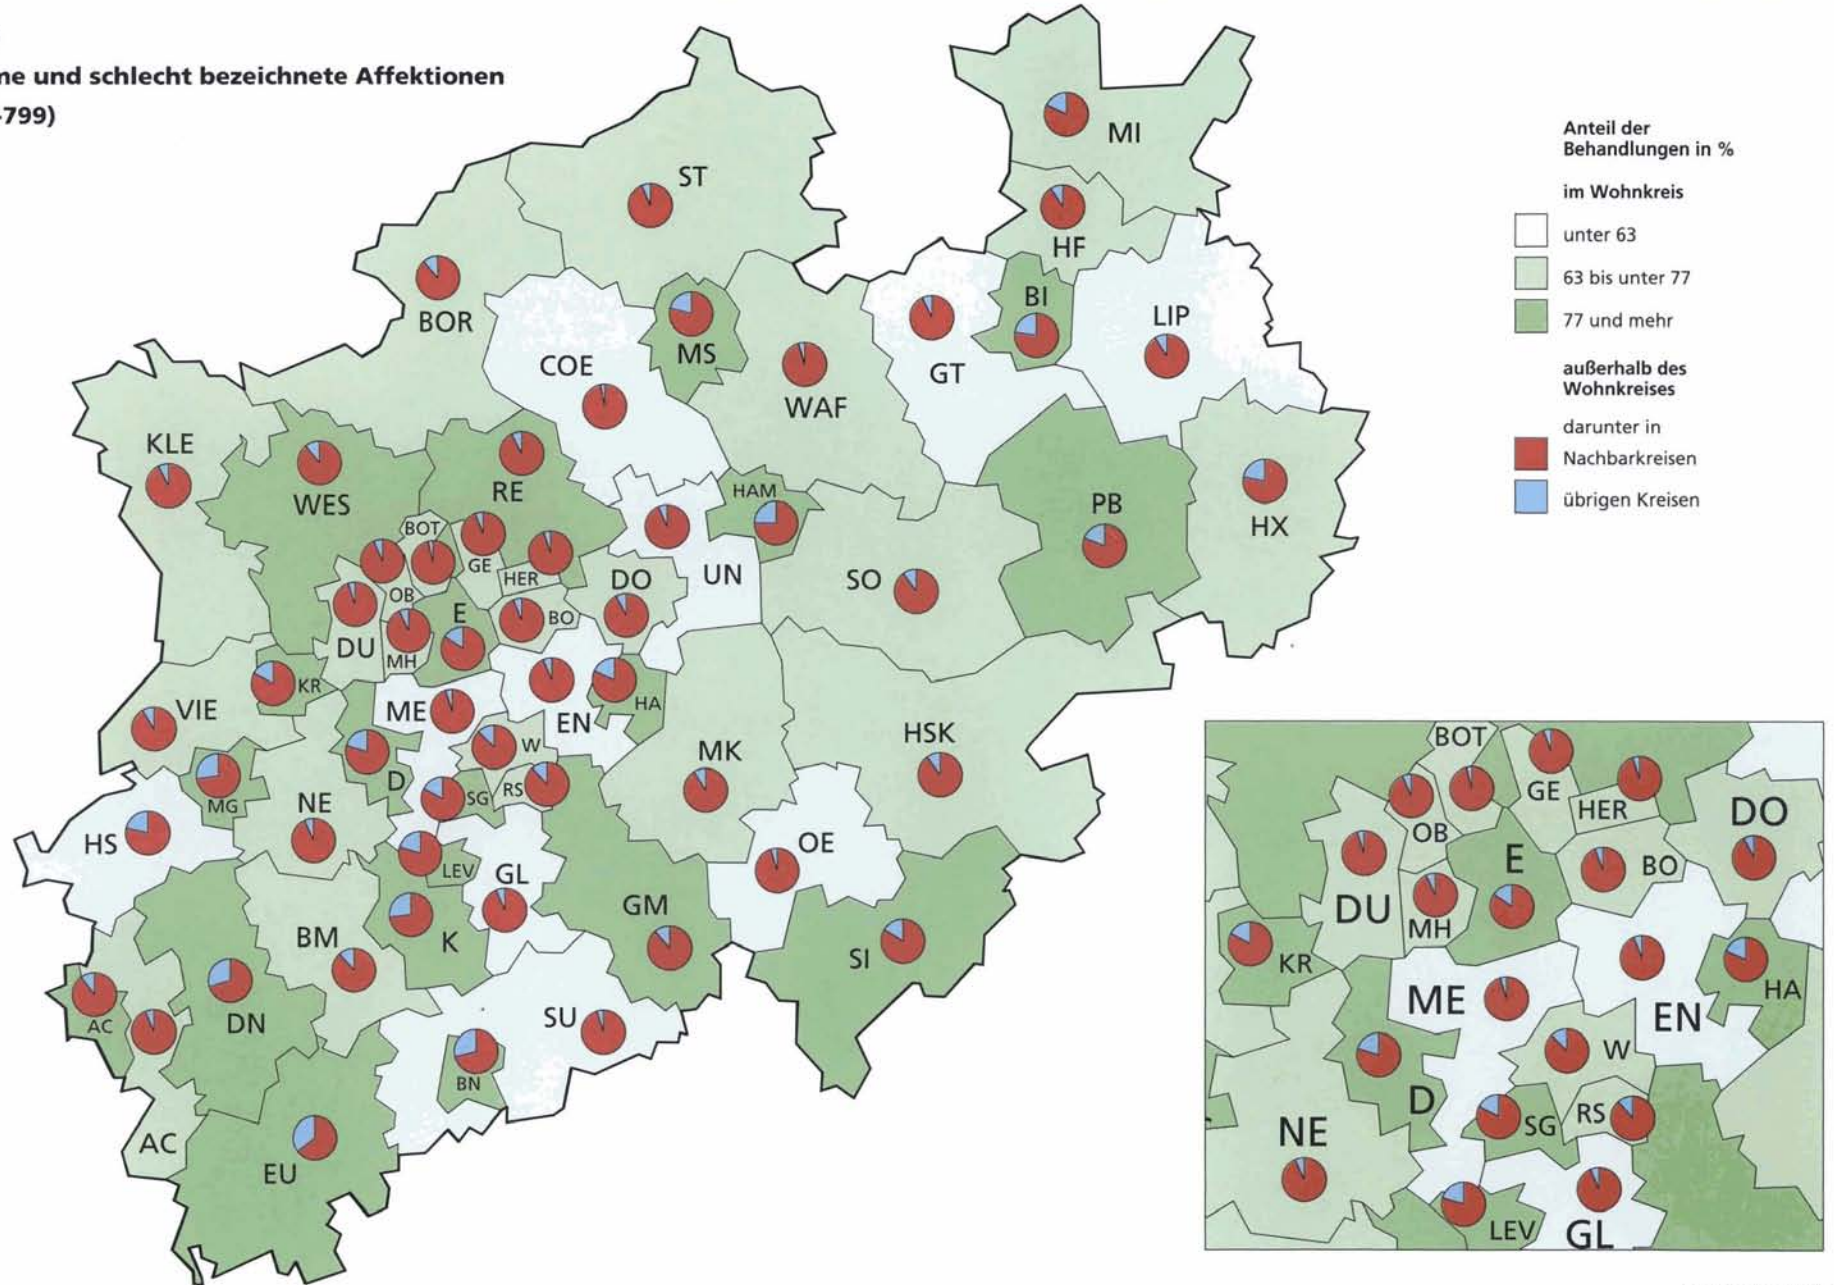 me und schlecht bezeichnete Affektionen
-799)
Anteil der
Behandlungen in %
im Wohnkreis
unter 63
63 bis unter 77
77 und mehr
außerhalb des
Wohnkreises
darunter in
Nachbarkreisen
übrigen Kreisen
MI
ST
HF
BOR
BI
LIP
MS
COE
GT
WAF
KLE
WES
RE
HAM
PB
HX
BOT
GE
HER
DO
UN
SO
OB
E
BO
DU
MH
KR
VIE
ME
EN
HA
W
MK
HSK
D
SG
RS
MG
NE
HS
OE
LEV
GL
GM
BM
K
SI
AC
DN
SU
BN
AC
EU
BOT
GE
HER
DO
OB
E
BO
DU
MH
KR
ME
HA
EN
W
D
SG
RS
NE
LEV
GL